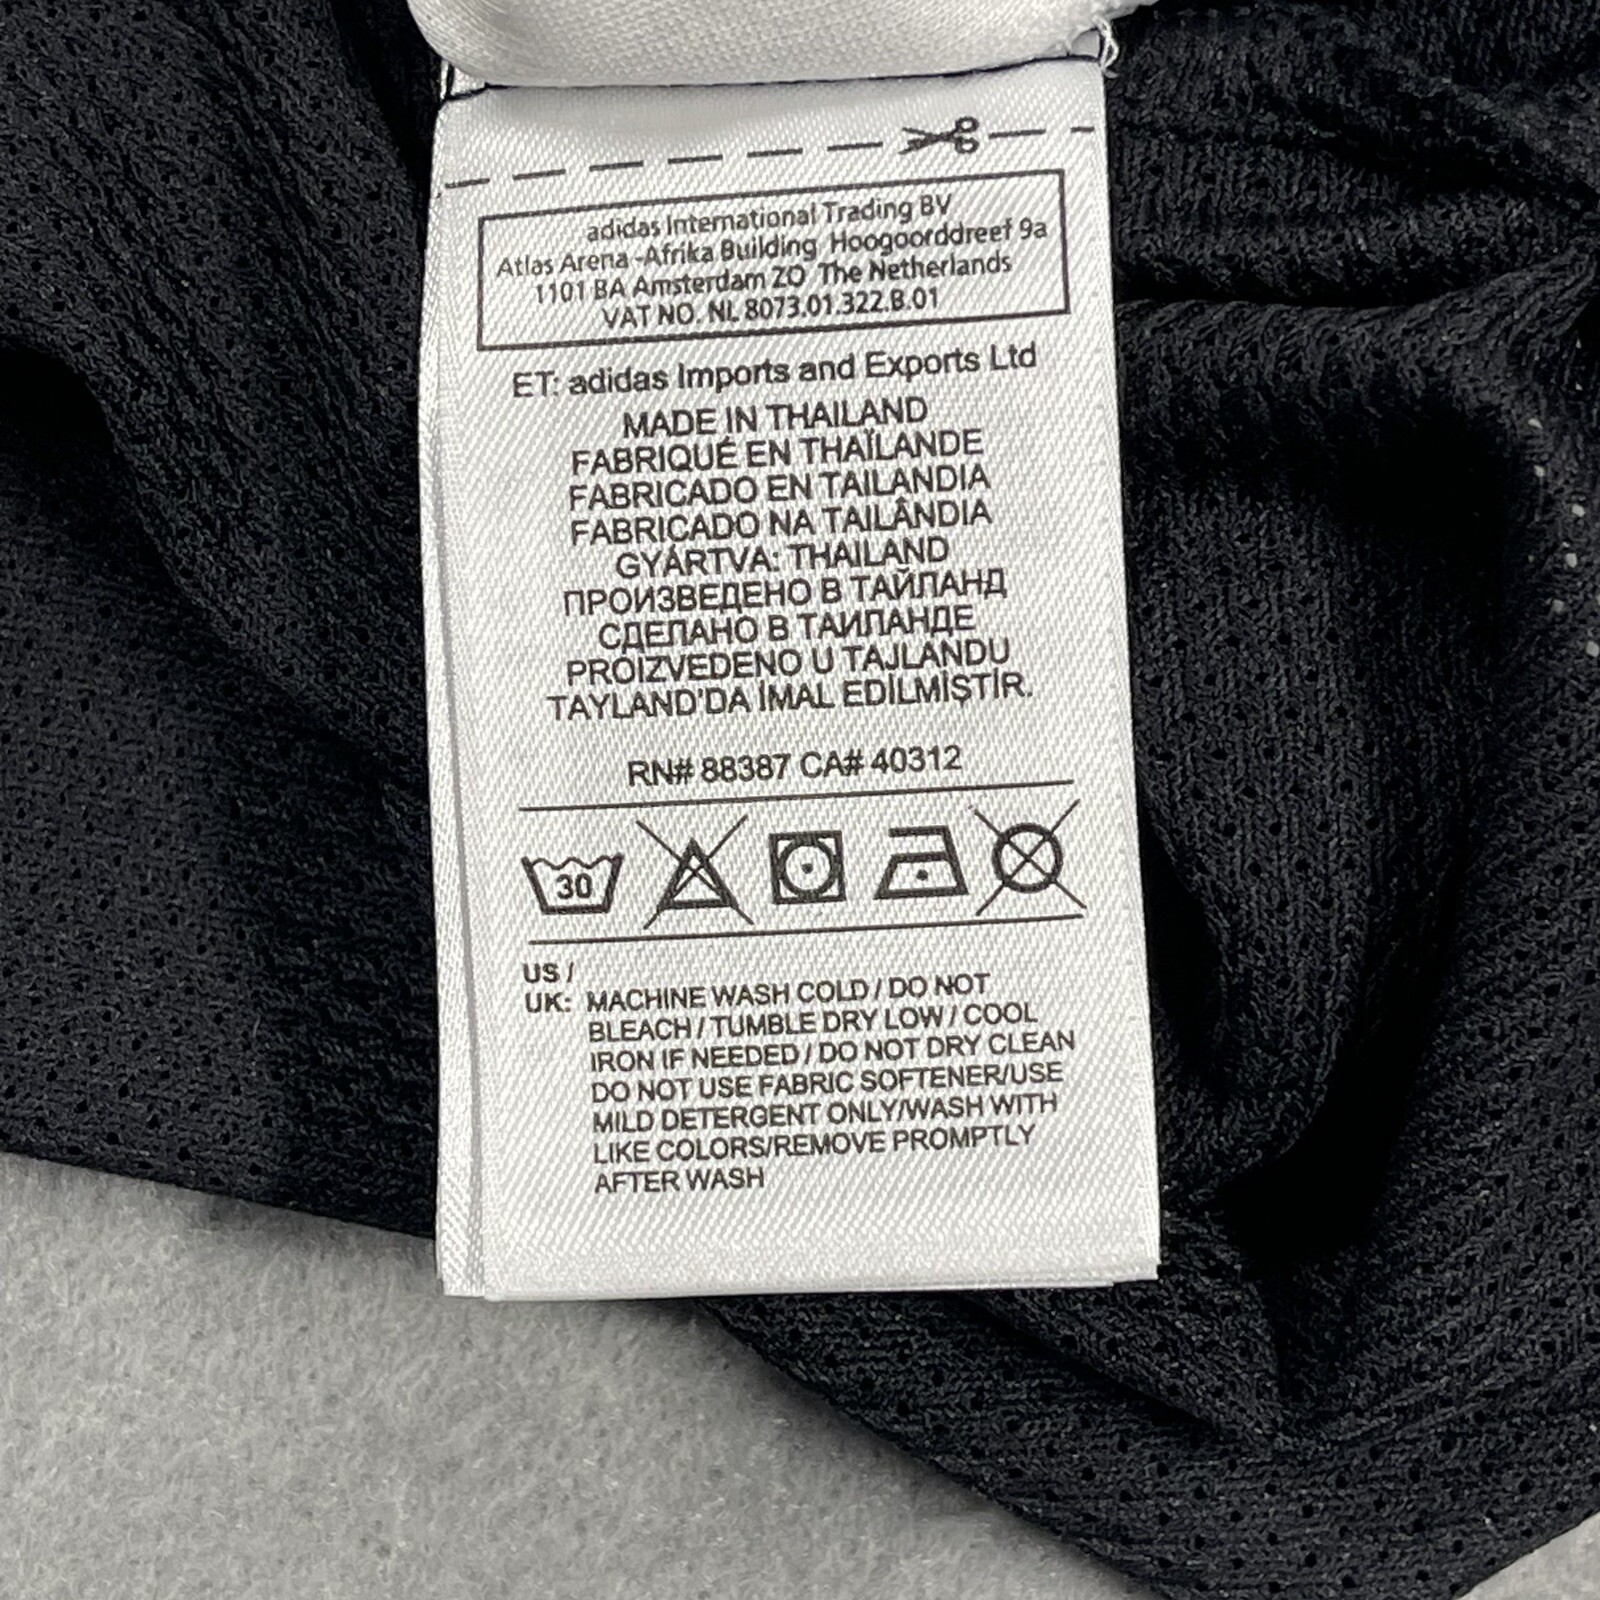 adidas International Trading BV
Atlas Arena -Afrika Building Hoogoorddreef 9a
1101 BA Amsterdam ZO The Netherlands
VAT NO. NL 8073.01.322.B.01
ET: adidas Imports and Exports Ltd
MADE IN THAILAND
FABRIQUÉ EN THAÏLANDE
FABRICADO EN TAILANDIA
FABRICADO NA TAILÂNDIA
GYÁRTVA: THAILAND
ПРОИЗВЕДЕНО В ТАЙЛАНД
СДЕЛАНО В ТАИЛАНДЕ
PROIZVEDENO U TAJLANDU
TAYLAND'DA İMAL EDİLMİŞTİR.
RN# 88387 CA# 40312
30
US /
UK: MACHINE WASH COLD / DO NOT
BLEACH / TUMBLE DRY LOW / COOL
IRON IF NEEDED / DO NOT DRY CLEAN
DO NOT USE FABRIC SOFTENER/USE
MILD DETERGENT ONLY/WASH WITH
LIKE COLORS/REMOVE PROMPTLY
AFTER WASH